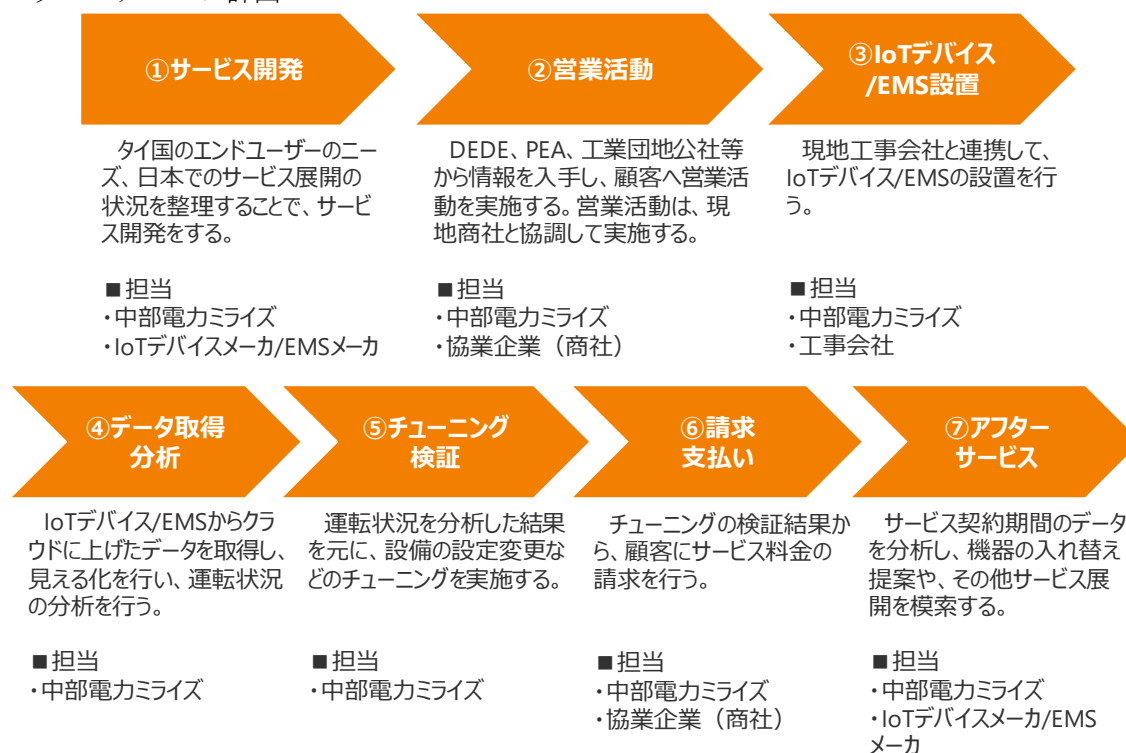 ①サービス開発
②営業活動
③IoTデバイス
/EMS設置
タイ国のエンドユーザーのニー
ズ、日本でのサービス展開の
状況を整理することで、サービ
ス開発をする。
■担当
・中部電力ミライズ
・IoTデバイスメーカ/EMSメーカ
DEDE、PEA、工業団地公社等
から情報を入手し、顧客へ営業活
動を実施する。営業活動は、現
地商社と協調して実施する。
■担当
・中部電力ミライズ
・協業企業（商社）
現地工事会社と連携して、
IoTデバイス/EMSの設置を行
う。
■担当
・中部電力ミライズ
・工事会社
④データ取得
分析
⑤チューニング
検証
⑥請求
支払い
⑦アフター
サービス
IoTデバイス/EMSからクラ
ウドに上げたデータを取得し、
見える化を行い、運転状況
の分析を行う。
■担当
・中部電力ミライズ
運転状況を分析した結果
を元に、設備の設定変更な
どのチューニングを実施する。
■担当
・中部電力ミライズ
チューニングの検証結果か
ら、顧客にサービス料金の
請求を行う。
■担当
・中部電力ミライズ
・協業企業（商社）
サービス契約期間のデータ
を分析し、機器の入れ替え
提案や、その他サービス展
開を模索する。
■担当
・中部電力ミライズ
・IoTデバイスメーカ/EMS
メーカ